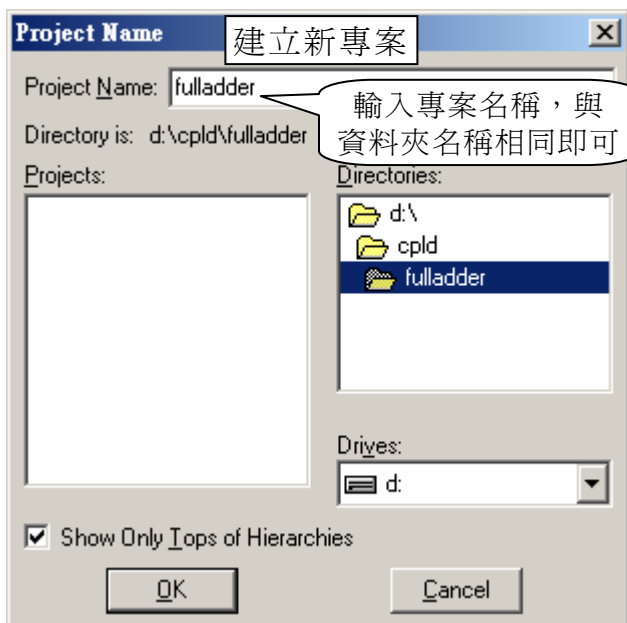 Project Name
建立新專案
Project Name: fulladder
輸入專案名稱，與
資料夾名稱相同即可
Directory is: d:\cpld\fulladder
Projects:
Directories:
d:\
cpld
fulladder
Drives:
d:
Show Only Tops of Hierarchies
OK
Cancel